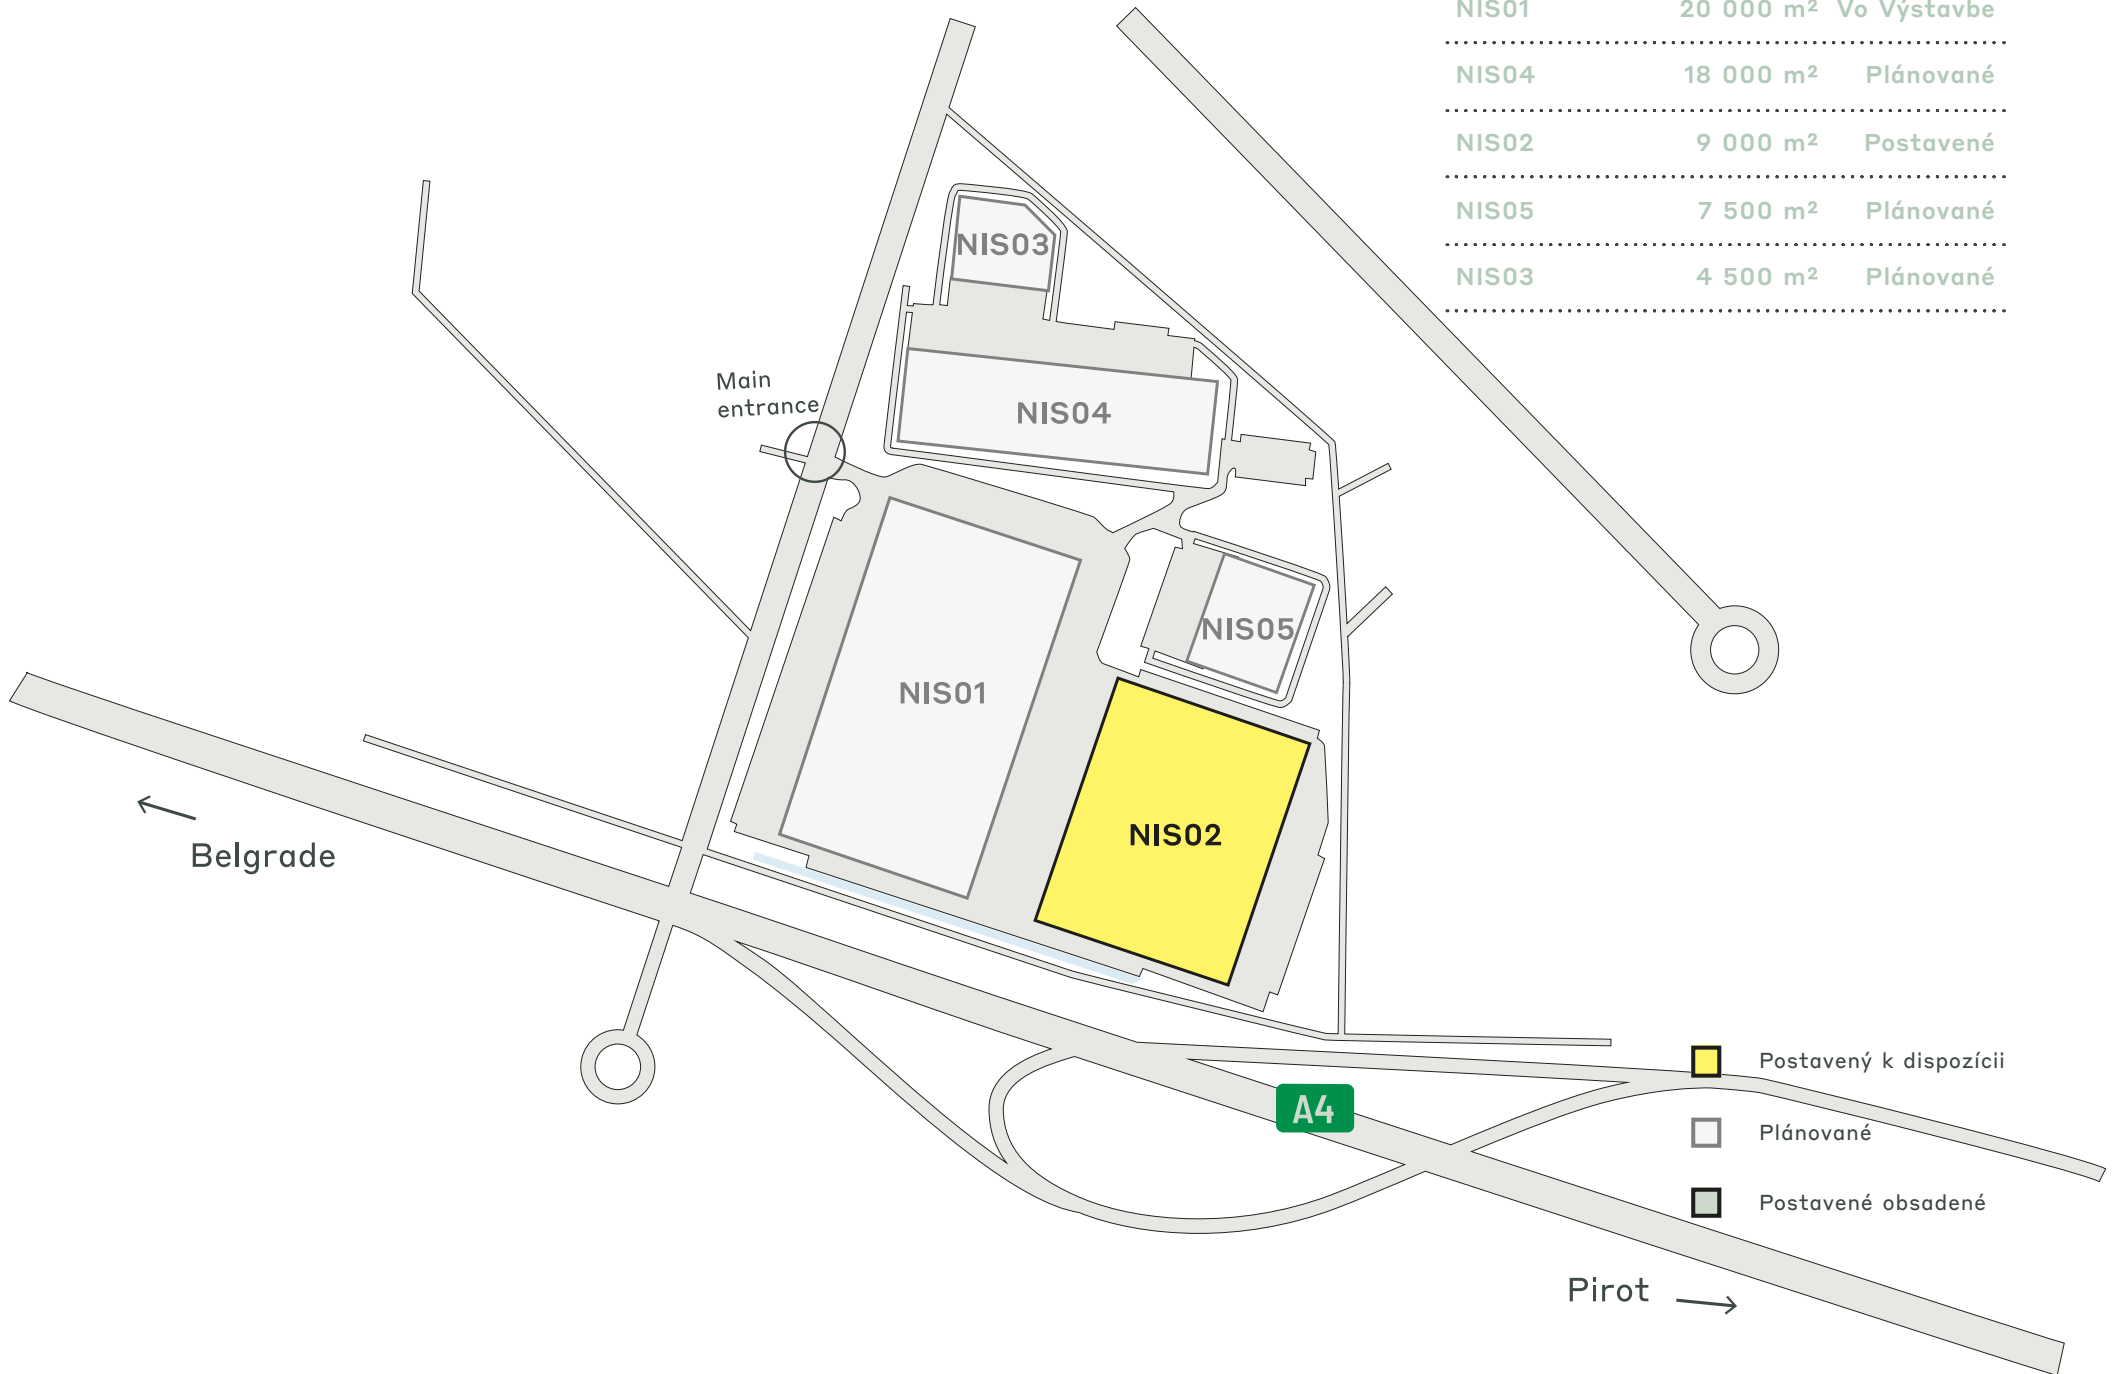 NIS01 20 000 m² Vo Výstavbe
NIS04 18 000 m² Plánované
NIS02 9 000 m² Postavené
NIS05 7 500 m² Plánované
NIS03 4 500 m² Plánované
NIS03
Main
entrance
NIS04
NIS05
NIS01
NIS02
Belgrade
A4
Postavený k dispozícii
Plánované
Postavené obsadené
Pirot